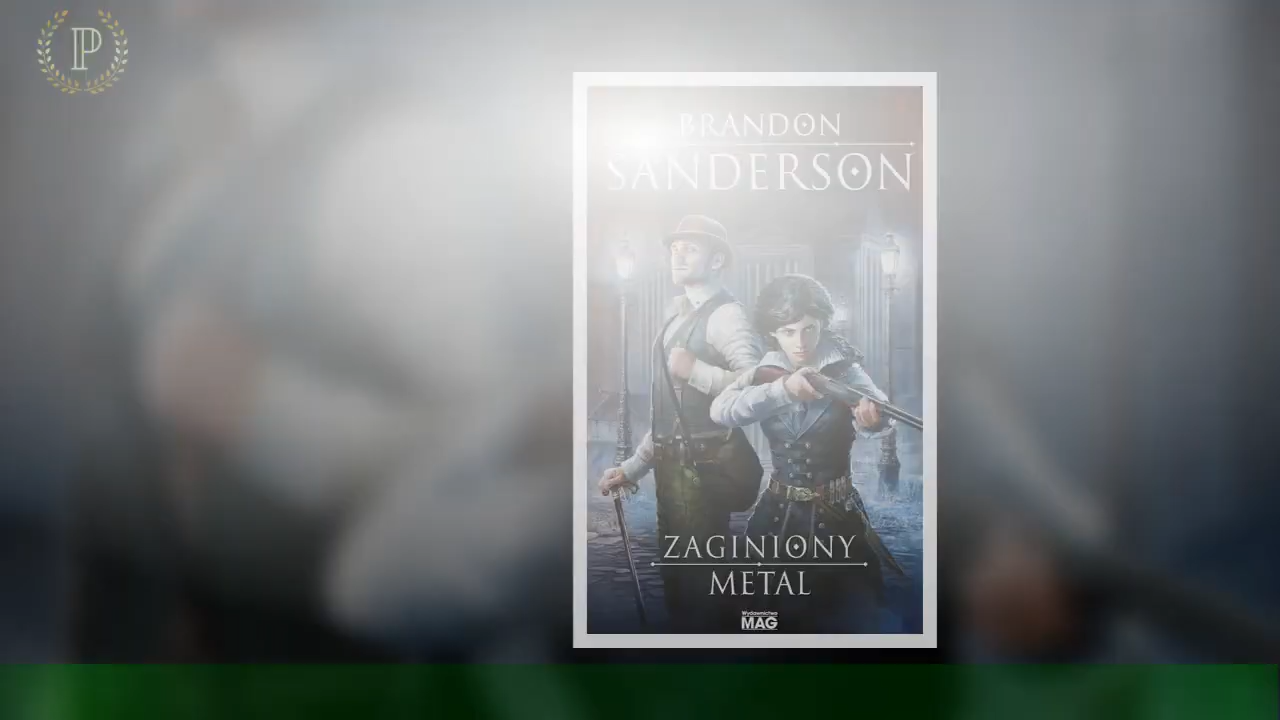 P
BRANDON
SANDERSON
ZAGINIONY
METAL
Wydawnictwo
MAG